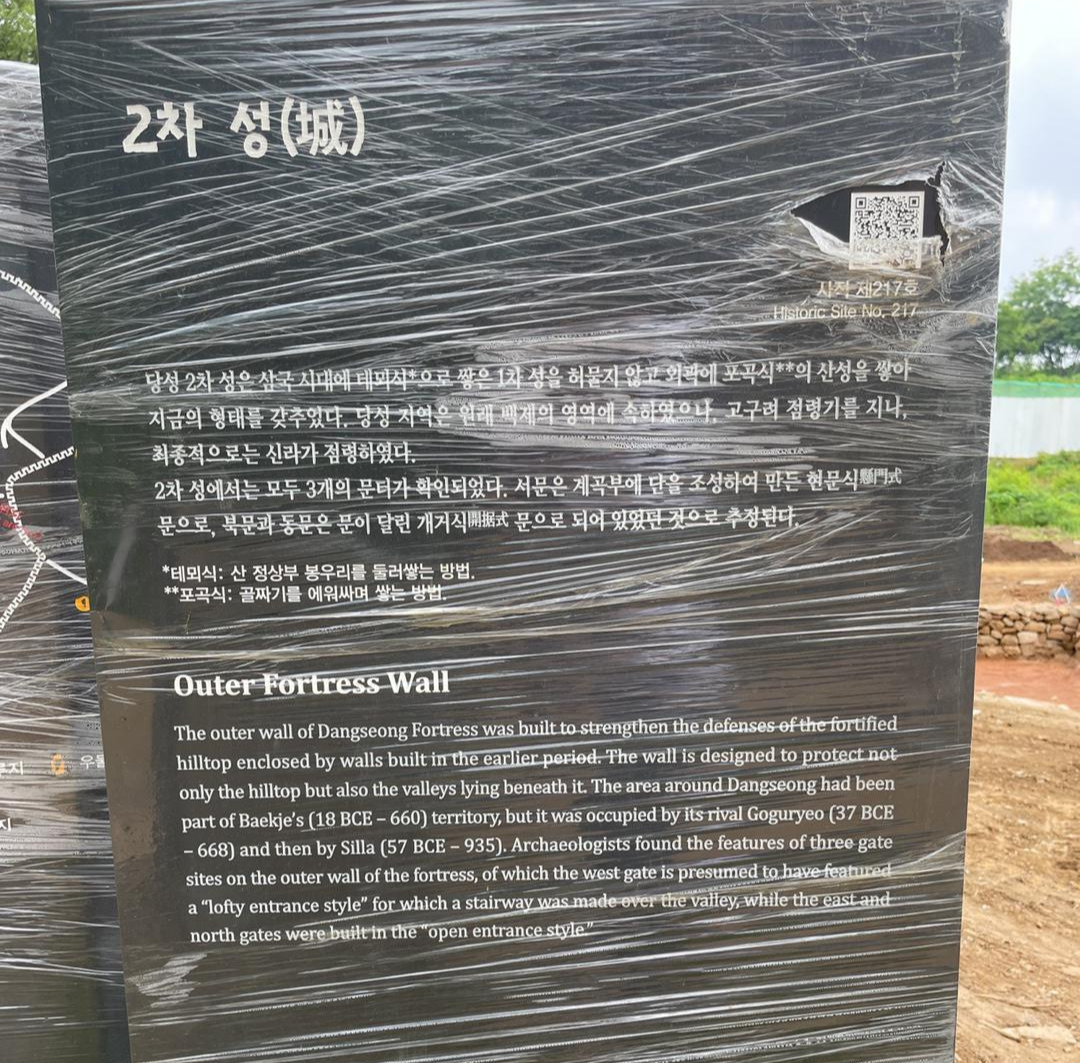 2차 성(城)
사적 제217호
Historic Site No. 217
당성 2차 성은 삼국 시대에 테뫼식*으로 쌓은 1차 성을 허물지 않고 외곽에 포곡식**의 산성을 쌓아
지금의 형태를 갖추었다. 당성 지역은 원래 백제의 영역에 속하였으나, 고구려 점령기를 지나,
최종적으로는 신라가 점령하였다.
2차 성에서는 모두 3개의 문터가 확인되었다. 서문은 계곡부에 단을 조성하여 만든 현문식懸門式
문으로, 북문과 동문은 문이 달린 개거식開据式 문으로 되어 있었던 것으로 추정된다.
*테뫼식: 산 정상부 봉우리를 둘러쌓는 방법.
**포곡식: 골짜기를 에워싸며 쌓는 방법.
Outer Fortress Wall
The outer wall of Dangseong Fortress was built to strengthen the defenses of the fortified
hilltop enclosed by walls built in the earlier period. The wall is designed to protect not
only the hilltop but also the valleys lying beneath it. The area around Dangseong had been
part of Baekje's (18 BCE – 660) territory, but it was occupied by its rival Goguryeo (37 BCE
– 668) and then by Silla (57 BCE – 935). Archaeologists found the features of three gate
sites on the outer wall of the fortress, of which the west gate is presumed to have featured
a “lofty entrance style” for which a stairway was made over the valley, while the east and
north gates were built in the “open entrance style”